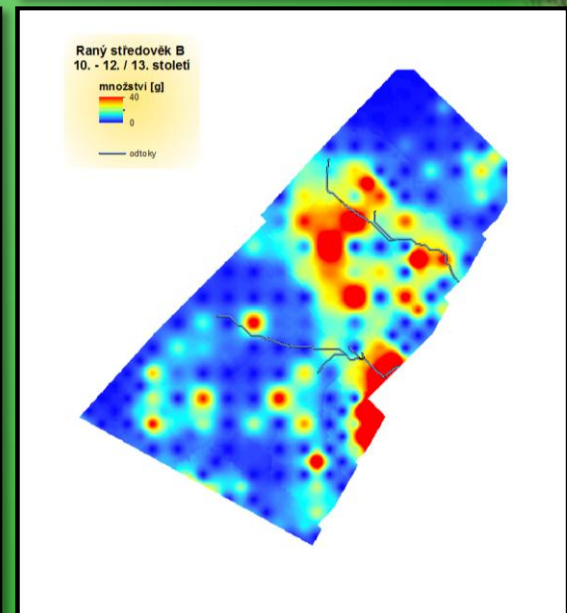 Raný středověk B
10. - 12. / 13. století
množství [g]
40
0
odtoky